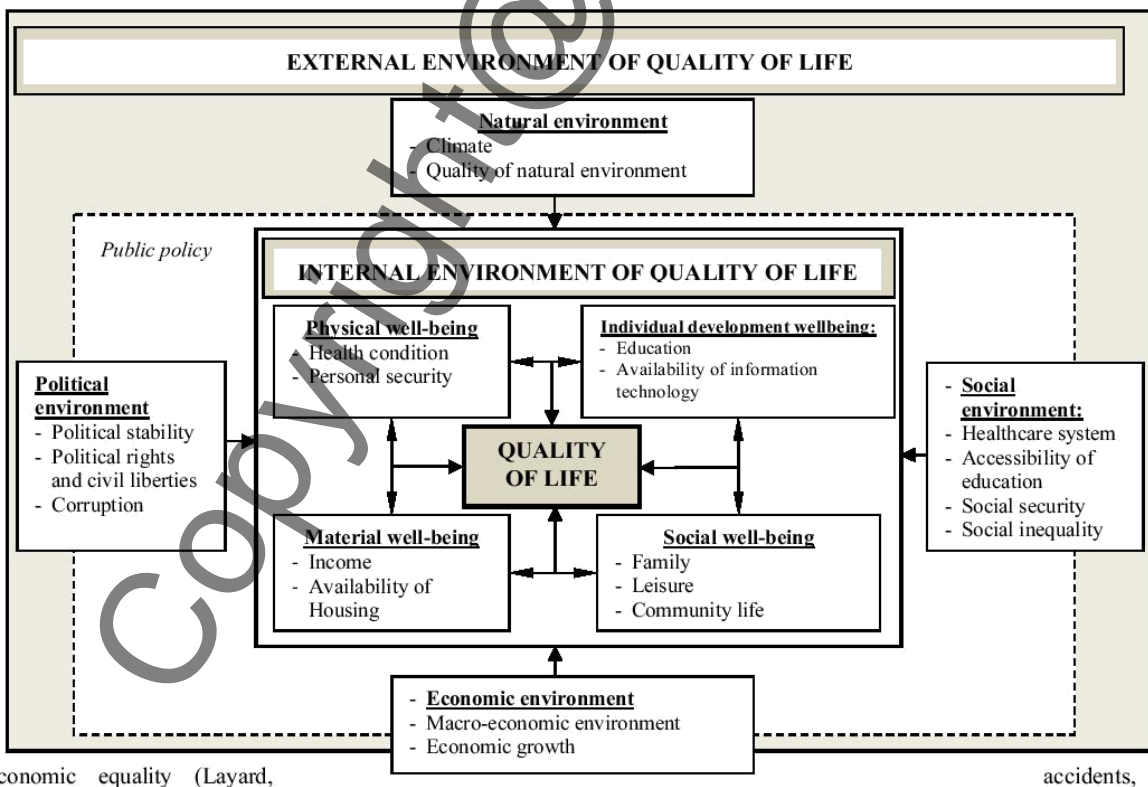 EXTERNAL ENVIRONMENT OF QUALITY OF LIFE
Natural environment
- Climate
- Quality of natural environment
Public policy
INTERNAL ENVIRONMENT OF QUALITY OF LIFE
Physical well-being
- Health condition
- Personal security
Individual development wellbeing:
- Education
- Availability of information
technology
Political
environment
- Political stability
- Political rights
and civil liberties
- Corruption
QUALITY
OF LIFE
- Social
environment:
- Healthcare system
- Accessibility of
education
- Social security
- Social inequality
Material well-being
- Income
- Availability of
Housing
Social well-being
- Family
- Leisure
- Community life
- Economic environment
- Macro-economic environment
- Economic growth
conomic equality (Layard,
accidents,
Copyright@